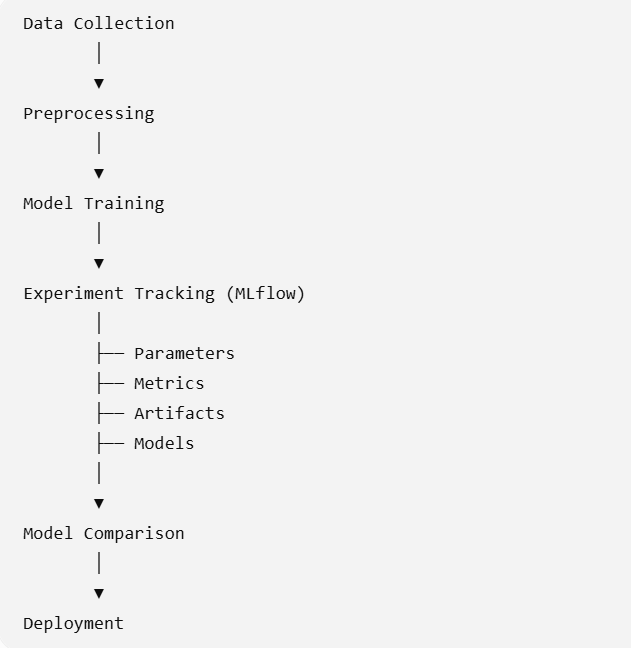 Data Collection
│
▼
Preprocessing
│
▼
Model Training
│
▼
Experiment Tracking (MLflow)
│
├── Parameters
├── Metrics
├── Artifacts
├── Models
│
▼
Model Comparison
│
▼
Deployment